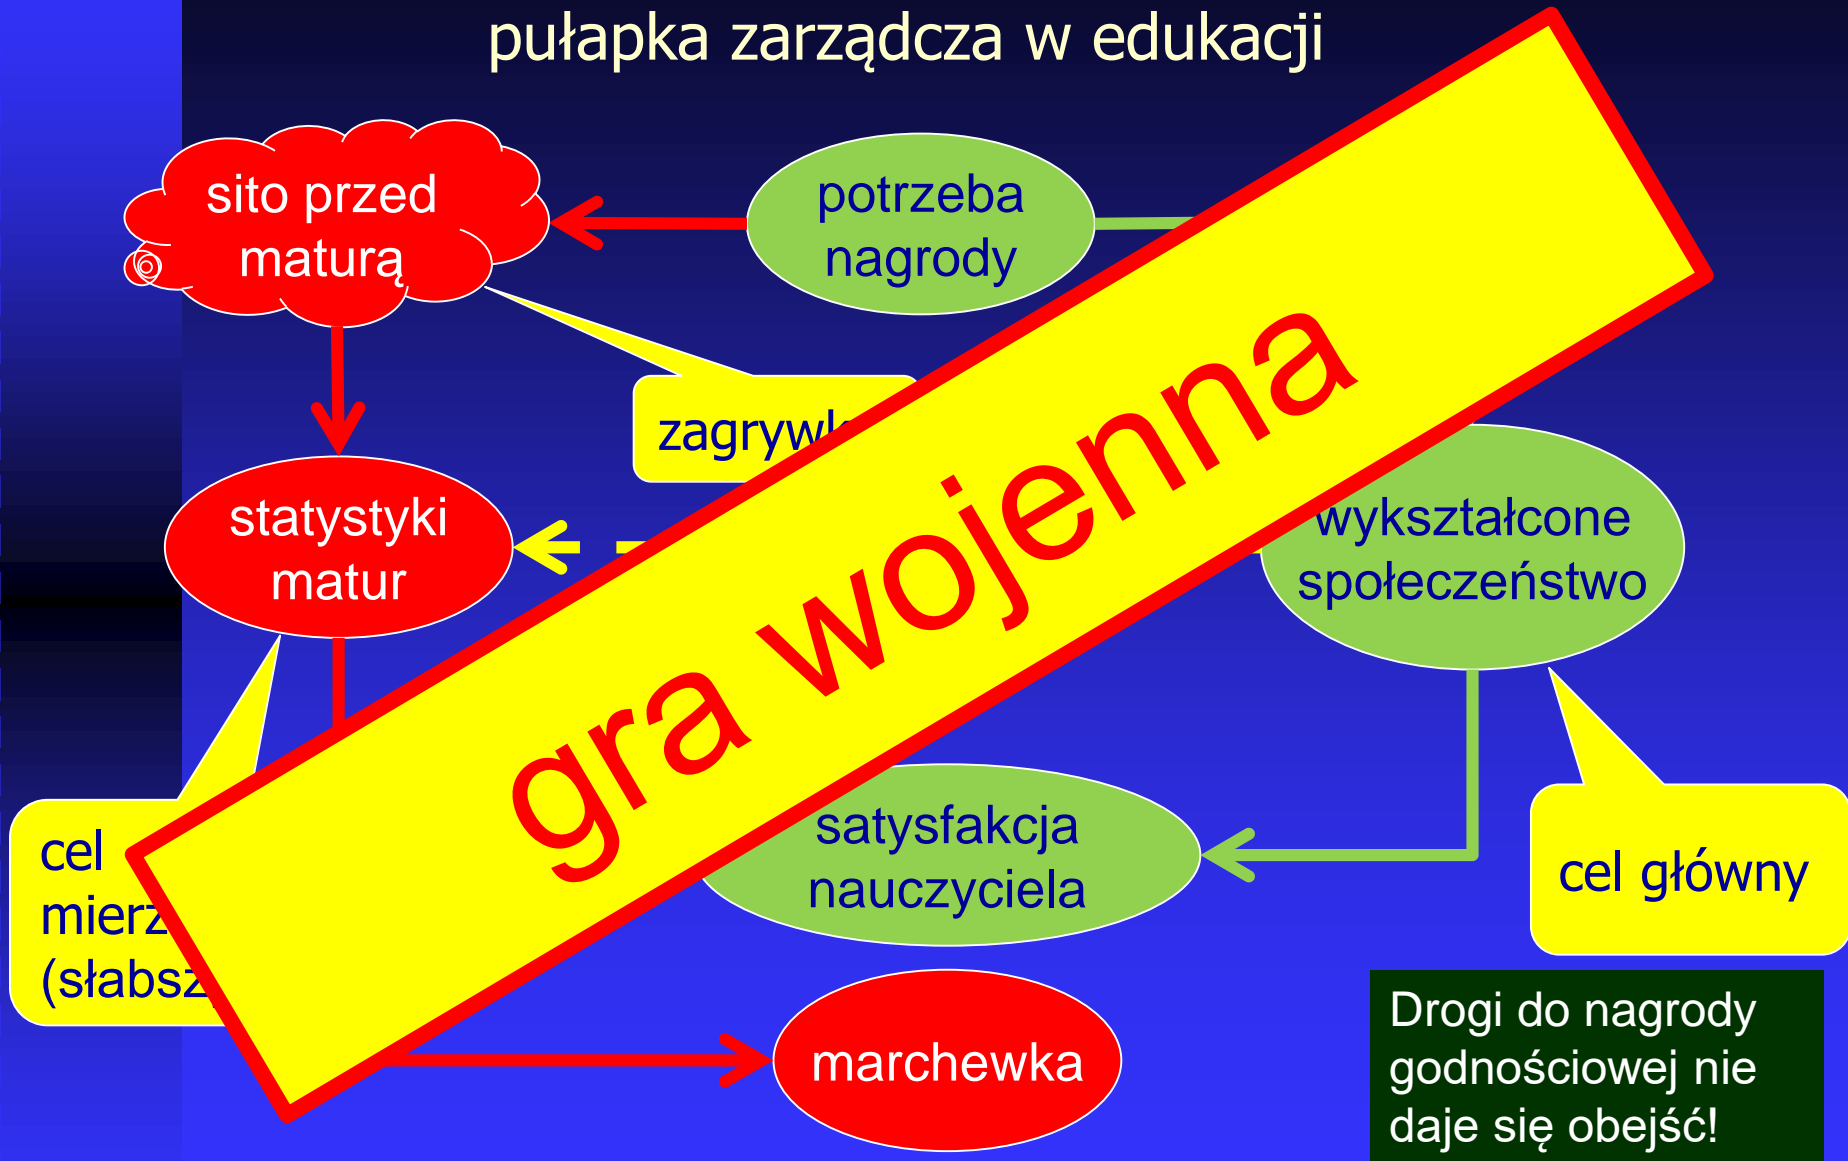 pułapka zarządcza w edukacji
sito przed
maturą
potrzeba
nagrody
gra wojenna
statystyki
matur
wykształcone
społeczeństwo
cel
satysfakcja
nauczyciela
cel główny
marchewka
Drogi do nagrody
godnościowej nie
daje się obejść!